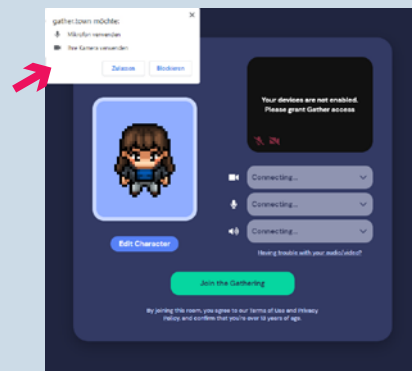 gather.town möchte:
Mikrofon verwenden
Ihre Kamera verwenden
Zulassen Blockieren
Your devices are not enabled.
Please grant Gather access
Connecting...
Connecting...
Connecting...
Edit Character
Having trouble with your audio/video?
Join the Gathering
By joining this room, you agree to our Terms of Use and Privacy
Policy, and confirm that you're over 18 years of age.